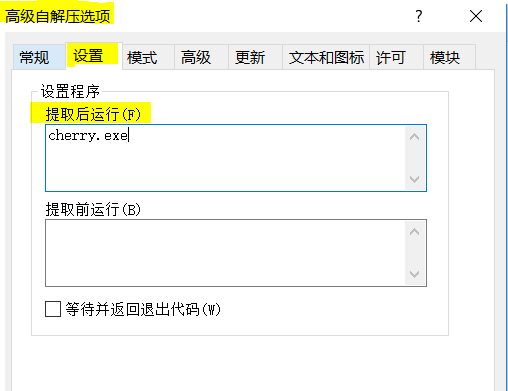 高级自解压选项 ?
常规 设置 模式 高级 更新 文本和图标 许可 模块
设置程序
提取后运行(F)
cherry.exe
提取前运行(B)
等待并返回退出代码(W)